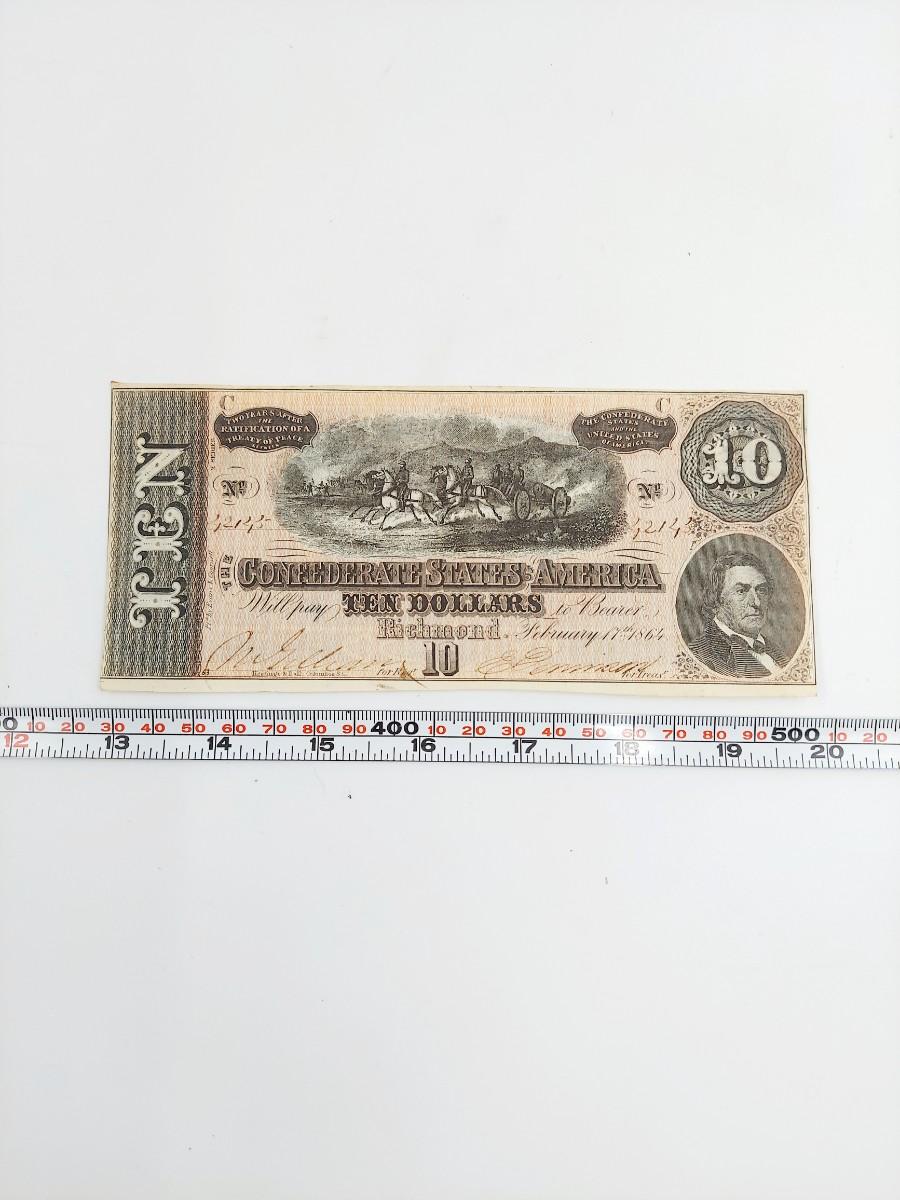 C
C
TWO YEARS AFTER
THE
RATIFICATION OF A
TREATY OF PEACE
BETWEEN
THE CONFEDERATE
STATES
AND THE
UNITED STATES
OF AMERICA
TEN
10
Nº
Nº
THE
CONFEDERATE STATES OF AMERICA
Will pay TEN DOLLARS to Bearer
Richmond February 17th 1864
10
For Treasr.
0 10 20 30 40 50 60 70 80 90 400 10 20 30 40 50 60 70 80 90 500 10 20
12 13 14 15 16 17 18 19 20